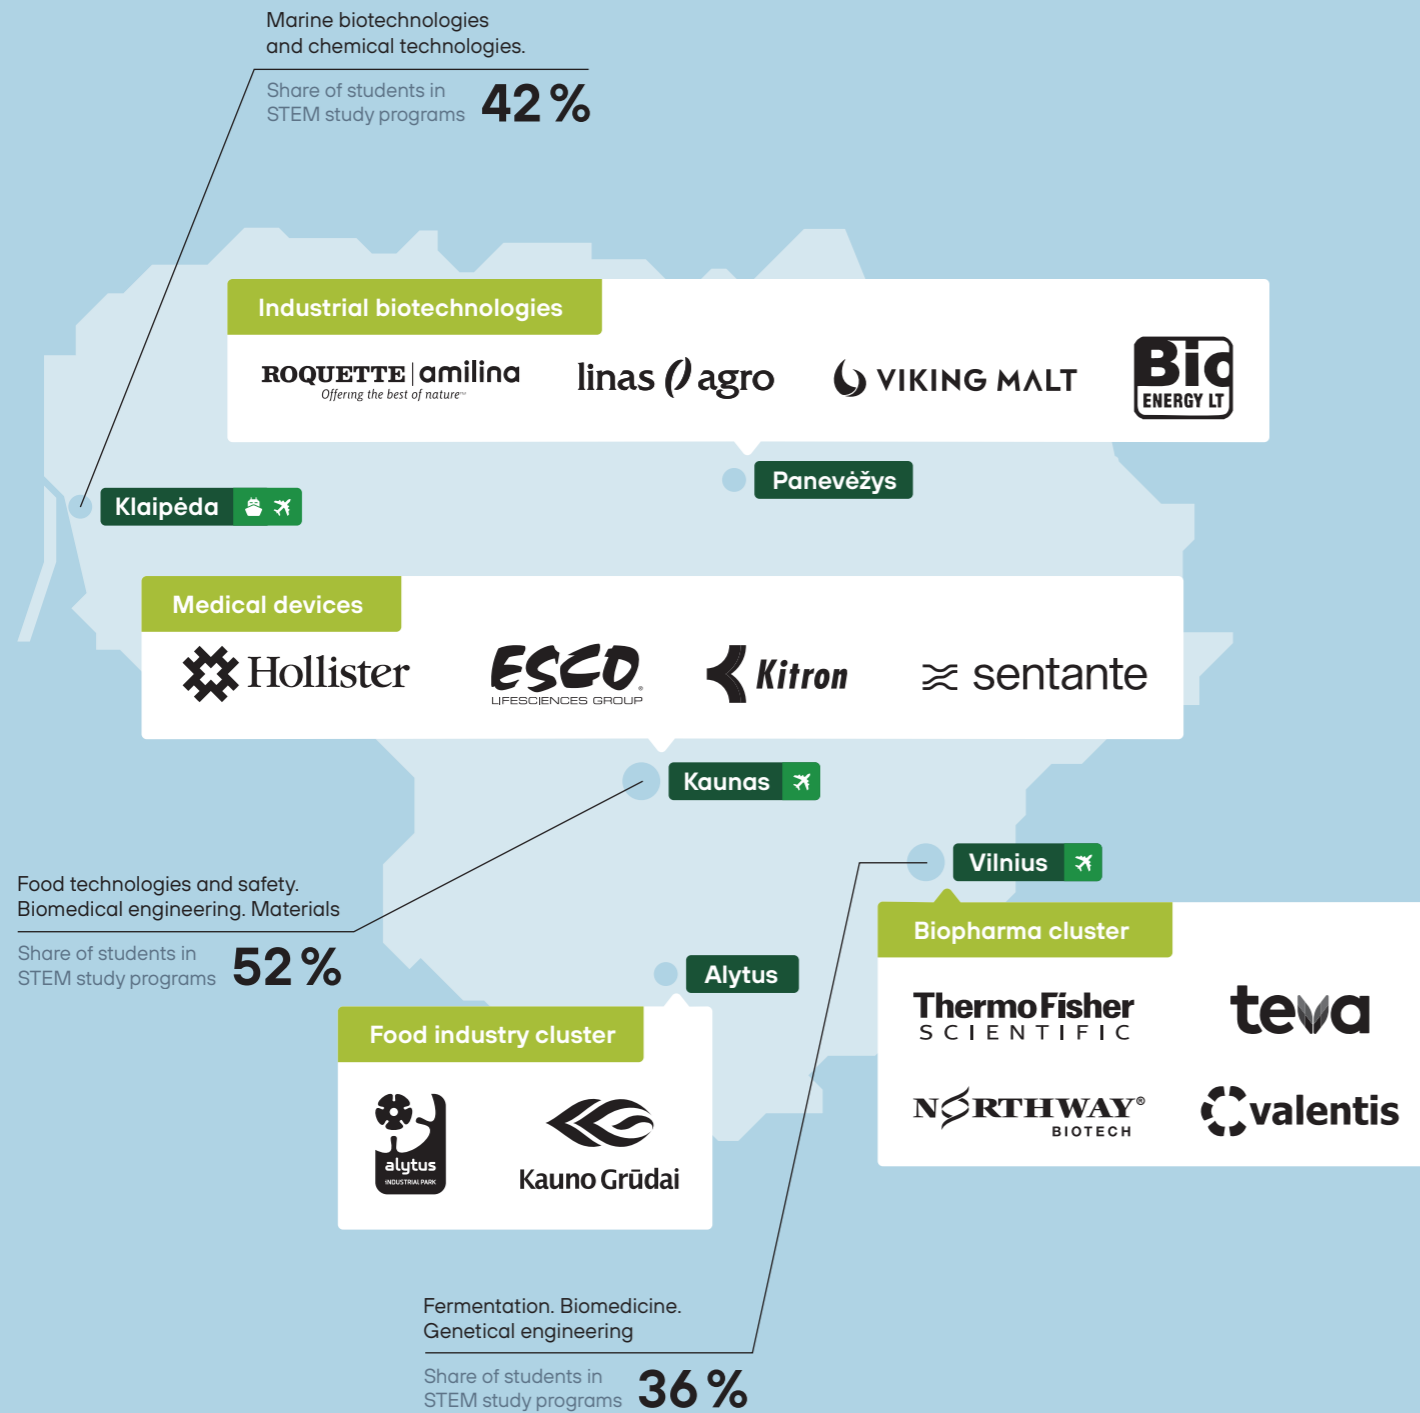 Marine biotechnologies
and chemical technologies.
Share of students in
STEM study programs
42 %
Industrial biotechnologies
ROQUETTE | amilina
Offering the best of nature™
linas agro
VIKING MALT
Bio
ENERGY LT
Panevėžys
Klaipėda
Medical devices
Hollister
ESCO
LIFESCIENCES GROUP
Kitron
sentante
Kaunas
Vilnius
Food technologies and safety.
Biomedical engineering. Materials
Share of students in
STEM study programs
52 %
Biopharma cluster
ThermoFisher
SCIENTIFIC
teva
NORTHWAY®
BIOTECH
valentis
Alytus
Food industry cluster
alytus
INDUSTRIAL PARK
Kauno Grūdai
Fermentation. Biomedicine.
Genetical engineering
Share of students in
STEM study programs
36 %